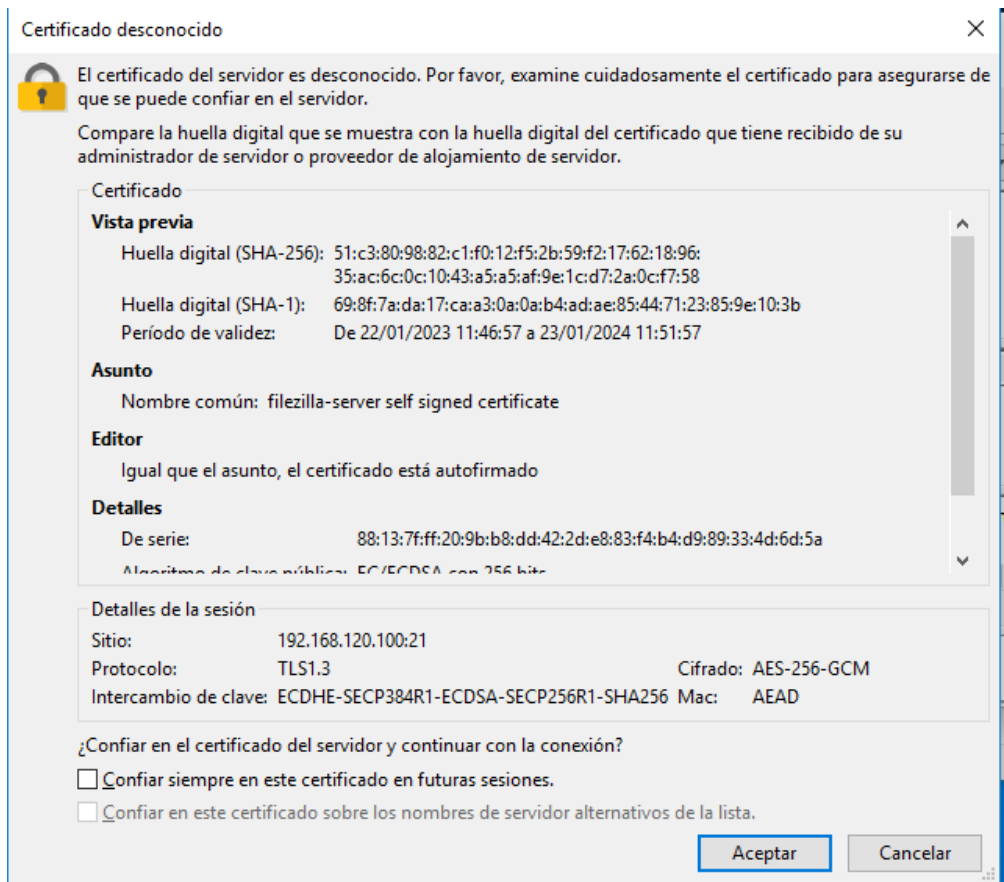 Certificado desconocido
El certificado del servidor es desconocido. Por favor, examine cuidadosamente el certificado para asegurarse de
que se puede confiar en el servidor.
Compare la huella digital que se muestra con la huella digital del certificado que tiene recibido de su
administrador de servidor o proveedor de alojamiento de servidor.
Certificado
Vista previa
Huella digital (SHA-256): 51:c3:80:98:82:c1:f0:12:f5:2b:59:f2:17:62:18:96:
35:ac:6c:0c:10:43:a5:a5:af:9e:1c:d7:2a:0c:f7:58
Huella digital (SHA-1): 69:8f:7a:da:17:ca:a3:0a:0a:b4:ad:ae:85:44:71:23:85:9e:10:3b
Período de validez: De 22/01/2023 11:46:57 a 23/01/2024 11:51:57
Asunto
Nombre común: filezilla-server self signed certificate
Editor
Igual que el asunto, el certificado está autofirmado
Detalles
De serie: 88:13:7f:ff:20:9b:b8:dd:42:2d:e8:83:f4:b4:d9:89:33:4d:6d:5a
Algoritmo de clave pública: EC/ECDSA con 256 bits
Detalles de la sesión
Sitio: 192.168.120.100:21
Protocolo: TLS1.3 Cifrado: AES-256-GCM
Intercambio de clave: ECDHE-SECP384R1-ECDSA-SECP256R1-SHA256 Mac: AEAD
¿Confiar en el certificado del servidor y continuar con la conexión?
Confiar siempre en este certificado en futuras sesiones.
Confiar en este certificado sobre los nombres de servidor alternativos de la lista.
Aceptar Cancelar